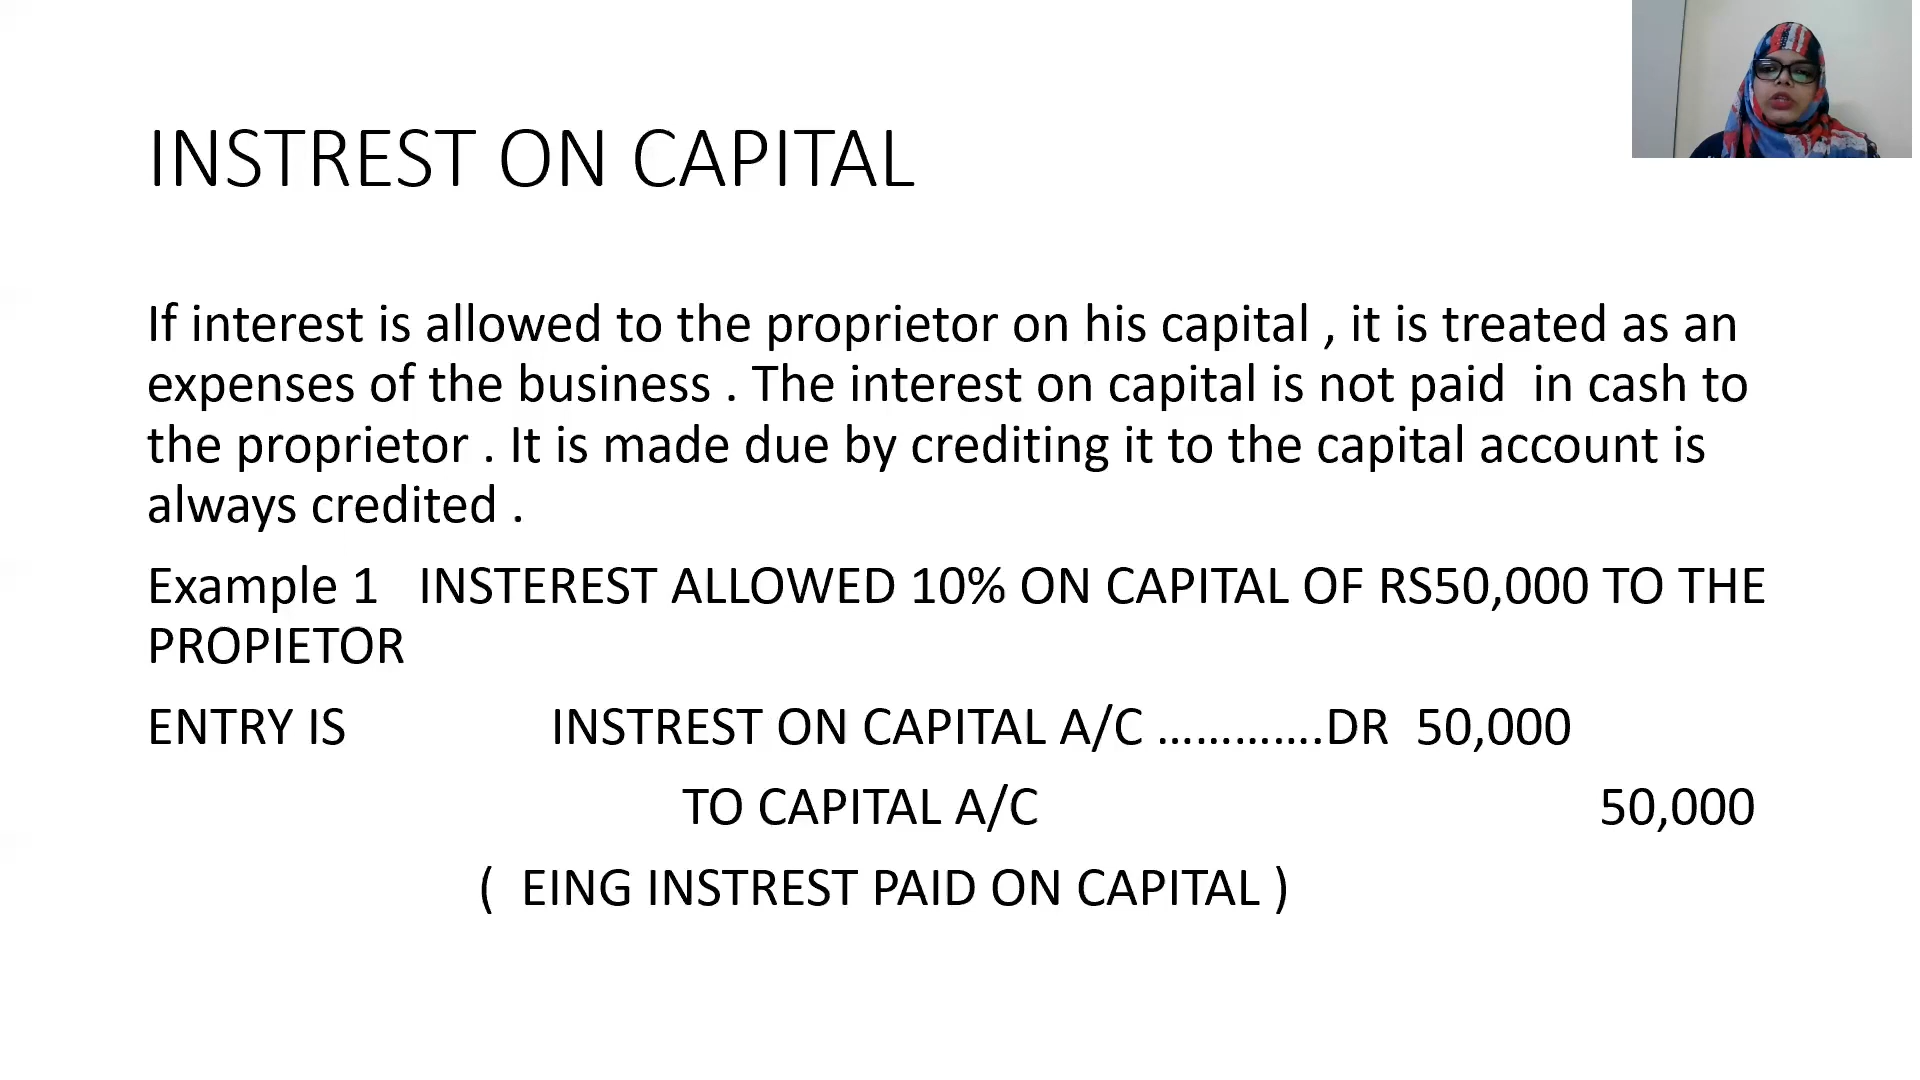 INSTREST ON CAPITAL
If interest is allowed to the proprietor on his capital , it is treated as an
expenses of the business . The interest on capital is not paid  in cash to
the proprietor . It is made due by crediting it to the capital account is
always credited .
Example 1   INSTEREST ALLOWED 10% ON CAPITAL OF RS50,000 TO THE
PROPIETOR
ENTRY IS   INSTREST ON CAPITAL A/C ………….DR  50,000
TO CAPITAL A/C   50,000
(  EING INSTREST PAID ON CAPITAL )